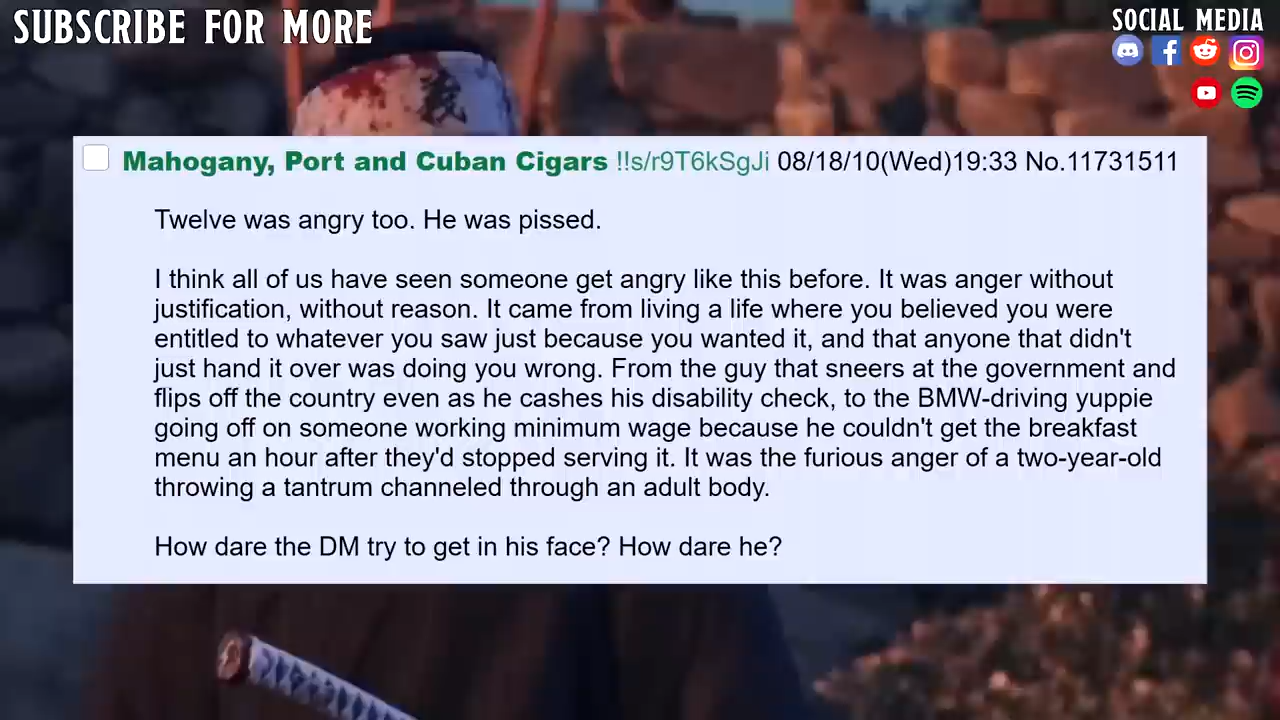 SUBSCRIBE FOR MORE
SOCIAL MEDIA
Mahogany, Port and Cuban Cigars !!s/r9T6kSgJi 08/18/10(Wed)19:33 No.11731511
Twelve was angry too. He was pissed.
I think all of us have seen someone get angry like this before. It was anger without
justification, without reason. It came from living a life where you believed you were
entitled to whatever you saw just because you wanted it, and that anyone that didn't
just hand it over was doing you wrong. From the guy that sneers at the government and
flips off the country even as he cashes his disability check, to the BMW-driving yuppie
going off on someone working minimum wage because he couldn't get the breakfast
menu an hour after they'd stopped serving it. It was the furious anger of a two-year-old
throwing a tantrum channeled through an adult body.
How dare the DM try to get in his face? How dare he?